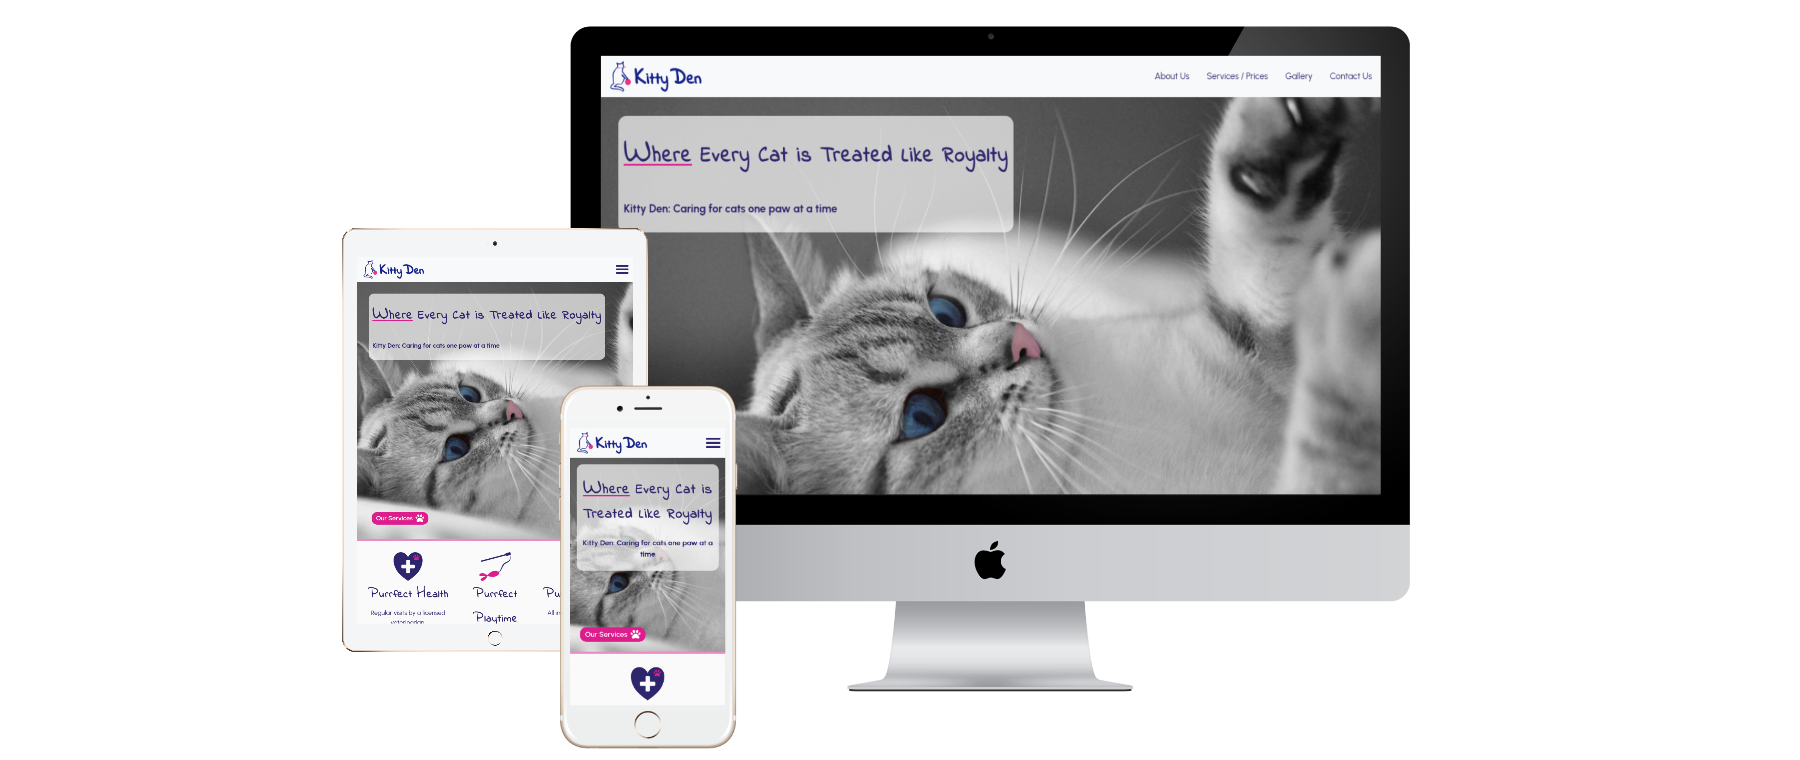 Kitty Den
About Us Services / Prices Gallery Contact Us
Where Every Cat is Treated Like Royalty
Kitty Den: Caring for cats one paw at a time
Kitty Den
Where Every Cat is Treated Like Royalty
Kitty Den: Caring for cats one paw at a time
Our Services
Purrfect Health
Regular visits by a licensed
veterinarian
Purrfect
Playtime
Pu
All in
Kitty Den
Where Every Cat is
Treated Like Royalty
Kitty Den: Caring for cats one paw at a
time
Our Services